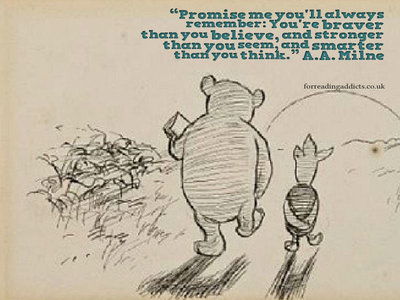 “Promise me you'll always
remember: You're braver
than you believe, and stronger
than you seem, and smarter
than you think.” A.A. Milne
forreadingaddicts.co.uk